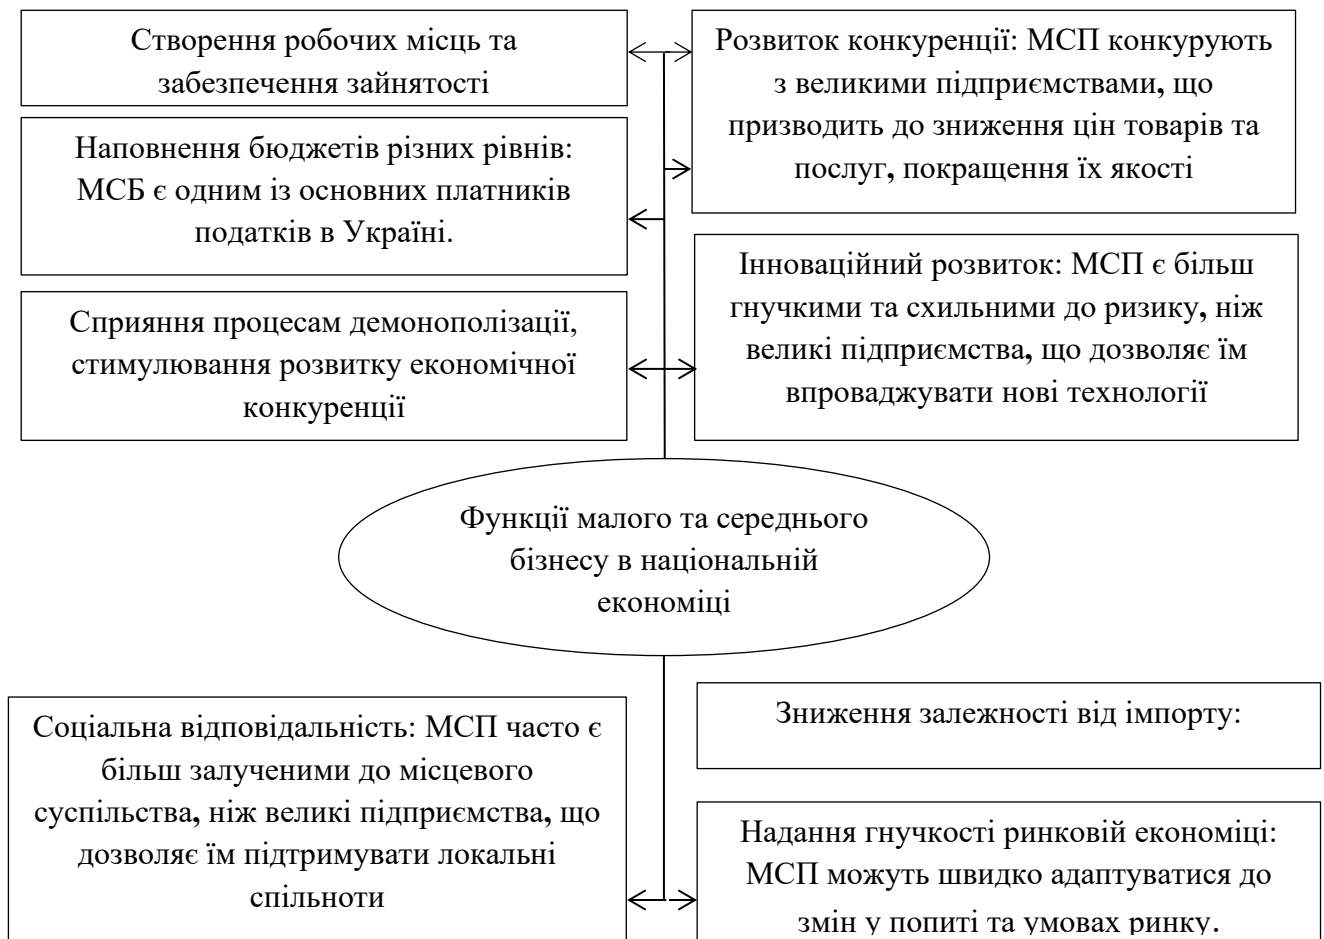 Створення робочих місць та
забезпечення зайнятості
Наповнення бюджетів різних рівнів:
МСБ є одним із основних платників
податків в Україні.
Сприяння процесам демонополізації,
стимулювання розвитку економічної
конкуренції
Розвиток конкуренції: МСП конкурують
з великими підприємствами, що
призводить до зниження цін товарів та
послуг, покращення їх якості
Інноваційний розвиток: МСП є більш
гнучкими та схильними до ризику, ніж
великі підприємства, що дозволяє їм
впроваджувати нові технології
Функції малого та середнього
бізнесу в національній
економіці
Соціальна відповідальність: МСП часто є
більш залученими до місцевого
суспільства, ніж великі підприємства, що
дозволяє їм підтримувати локальні
спільноти
Зниження залежності від імпорту:
Надання гнучкості ринковій економіці:
МСП можуть швидко адаптуватися до
змін у попиті та умовах ринку.